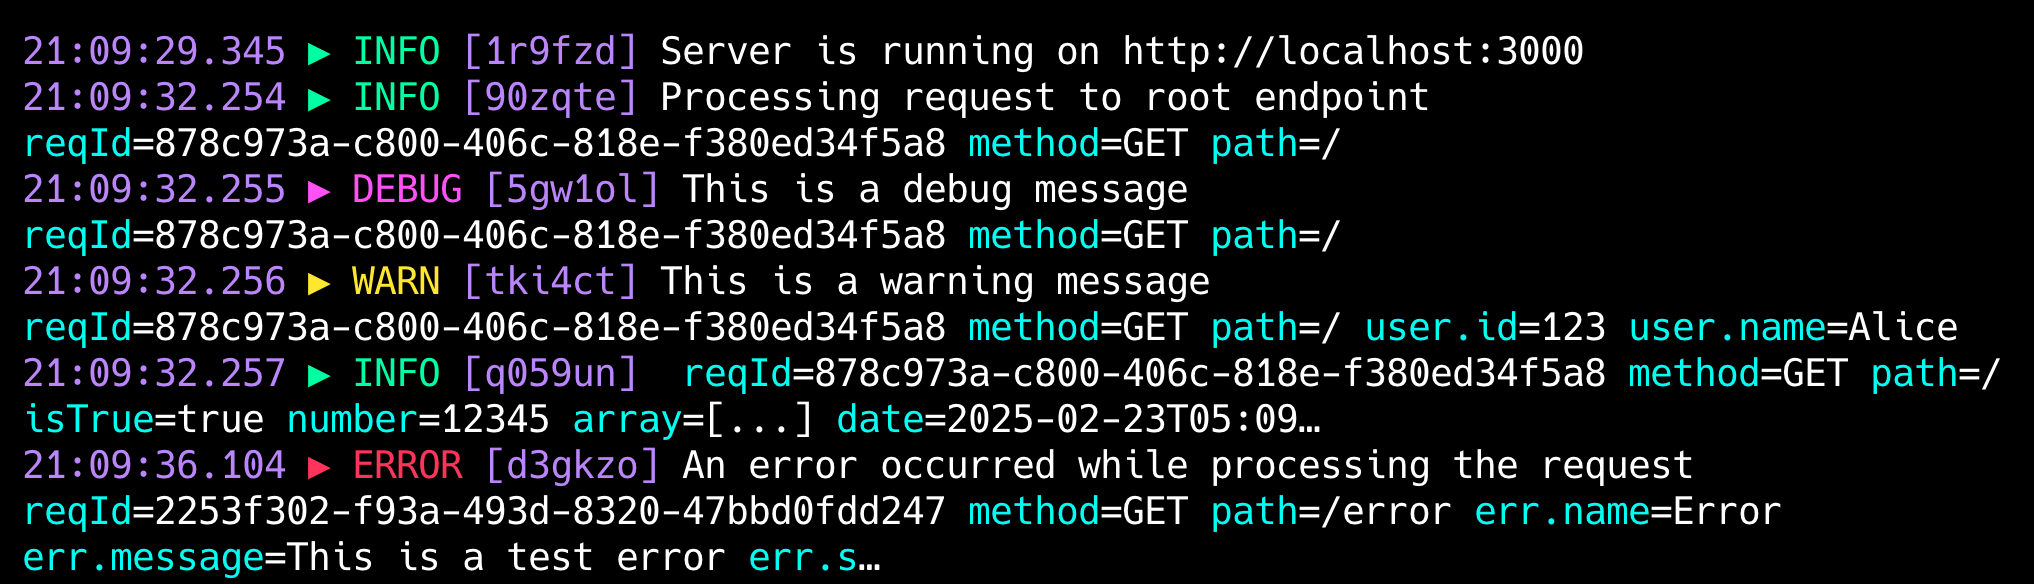 21:09:29.345 ▶ INFO [1r9fzd] Server is running on http://localhost:3000
21:09:32.254 ▶ INFO [90zqte] Processing request to root endpoint
reqId=878c973a-c800-406c-818e-f380ed34f5a8 method=GET path=/
21:09:32.255 ▶ DEBUG [5gw1ol] This is a debug message
reqId=878c973a-c800-406c-818e-f380ed34f5a8 method=GET path=/
21:09:32.256 ▶ WARN [tki4ct] This is a warning message
reqId=878c973a-c800-406c-818e-f380ed34f5a8 method=GET path=/ user.id=123 user.name=Alice
21:09:32.257 ▶ INFO [q059un]  reqId=878c973a-c800-406c-818e-f380ed34f5a8 method=GET path=/
isTrue=true number=12345 array=[...] date=2025-02-23T05:09…
21:09:36.104 ▶ ERROR [d3gkzo] An error occurred while processing the request
reqId=2253f302-f93a-493d-8320-47bbd0fdd247 method=GET path=/error err.name=Error
err.message=This is a test error err.s…